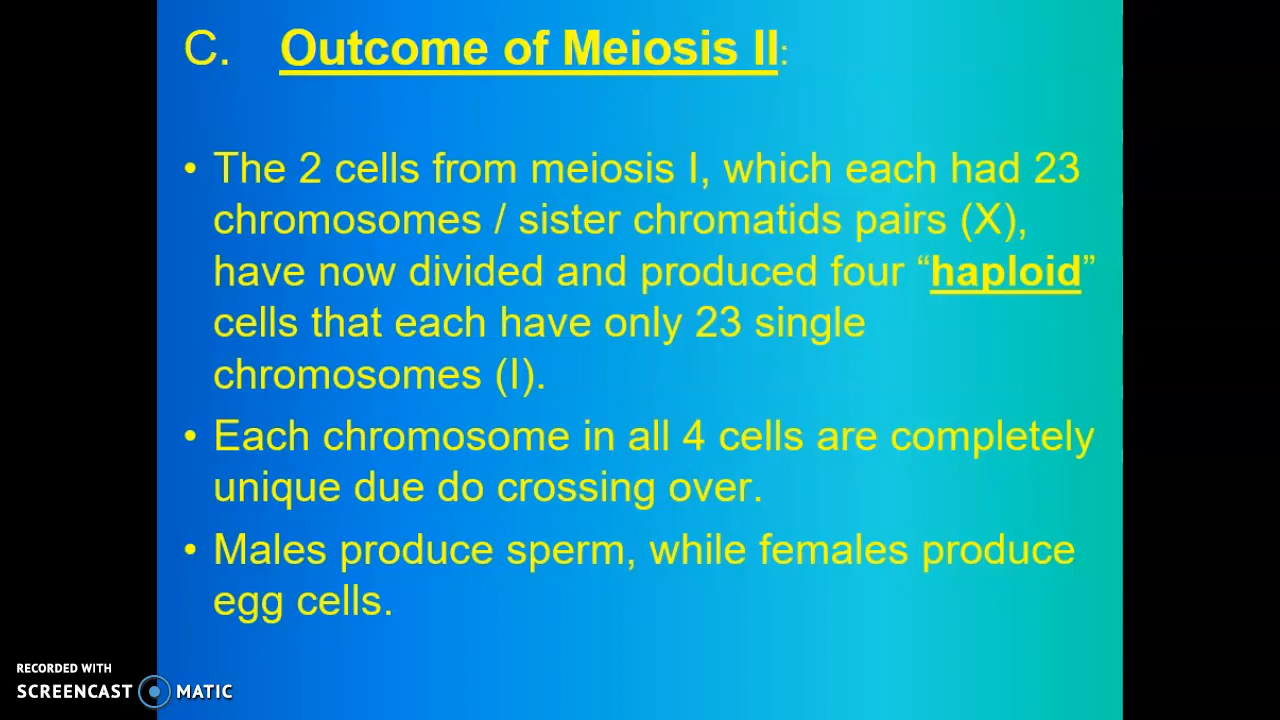 C. Outcome of Meiosis II:
• The 2 cells from meiosis I, which each had 23
chromosomes / sister chromatids pairs (X),
have now divided and produced four “haploid”
cells that each have only 23 single
chromosomes (I).
• Each chromosome in all 4 cells are completely
unique due do crossing over.
• Males produce sperm, while females produce
egg cells.
RECORDED WITH
SCREENCAST MATIC